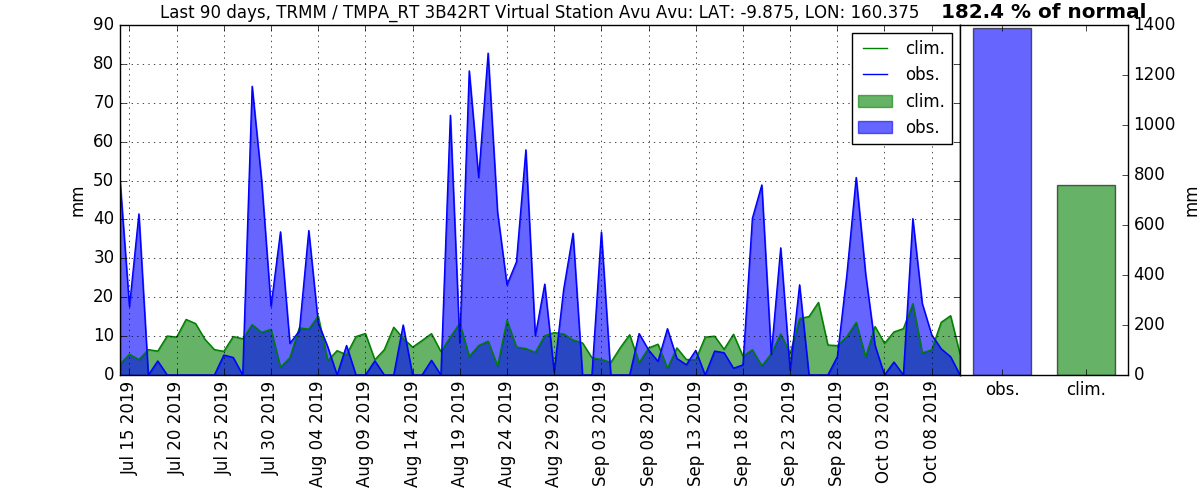 Last 90 days, TRMM / TMPA_RT 3B42RT Virtual Station Avu Avu: LAT: -9.875, LON: 160.375
182.4 % of normal
90
80
70
60
50
40
30
20
10
0
mm
clim.
obs.
clim.
obs.
Jul 15 2019
Jul 20 2019
Jul 25 2019
Jul 30 2019
Aug 04 2019
Aug 09 2019
Aug 14 2019
Aug 19 2019
Aug 24 2019
Aug 29 2019
Sep 03 2019
Sep 08 2019
Sep 13 2019
Sep 18 2019
Sep 23 2019
Sep 28 2019
Oct 03 2019
Oct 08 2019
1400
1200
1000
800
600
400
200
0
mm
obs.
clim.